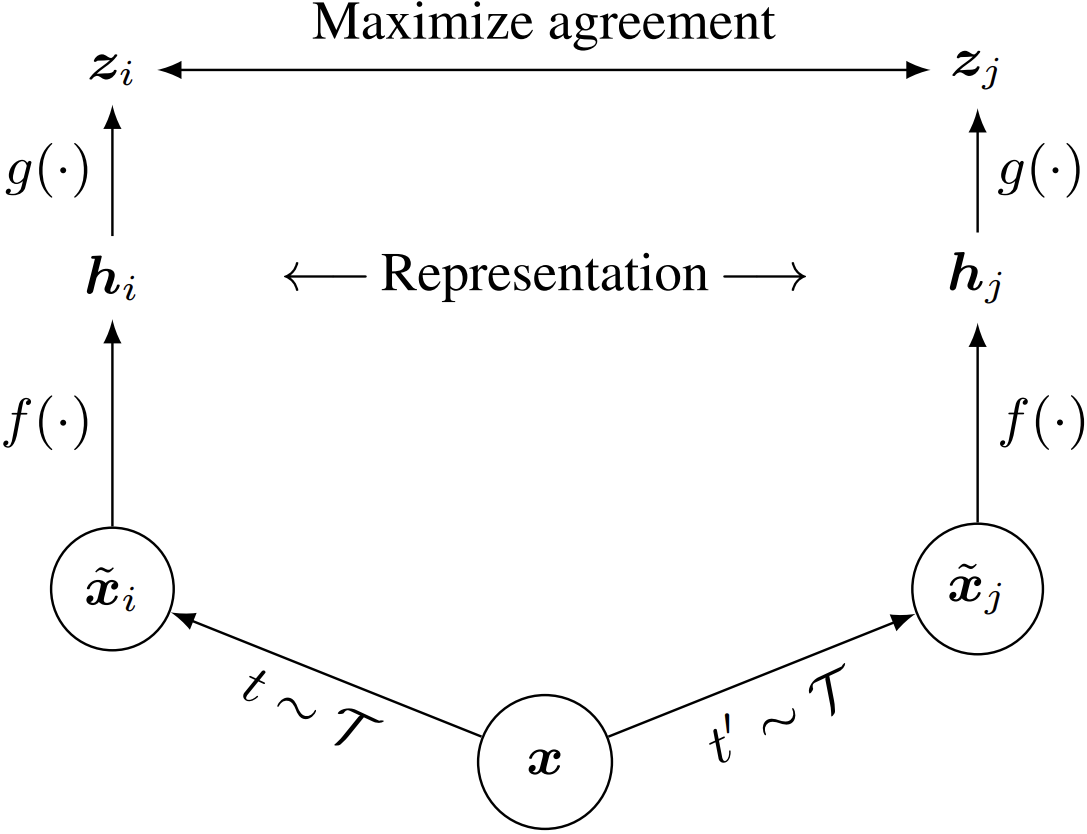 Maximize agreement
z_i z_j
g(·) g(·)
h_i ← Representation → h_j
f(·) f(·)
x̃_i x̃_j
t ∼ 𝒯 t′ ∼ 𝒯
x